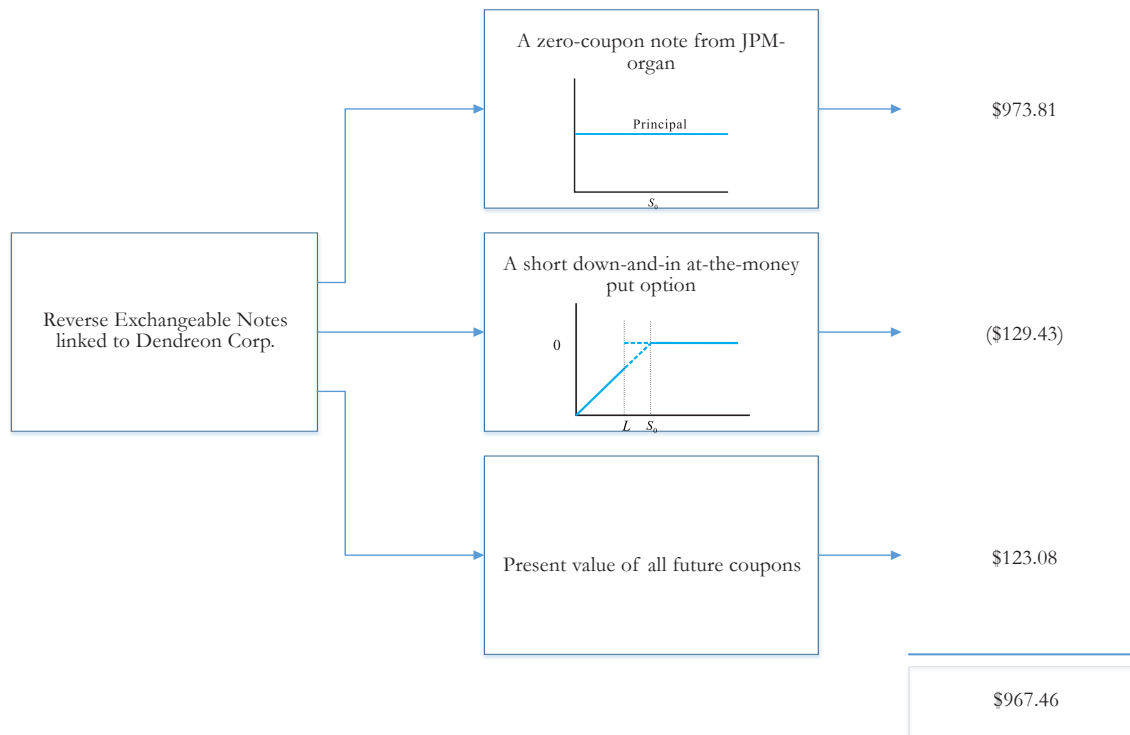 A zero-coupon note from JPM-
organ
Principal
S₀
$973.81
Reverse Exchangeable Notes
linked to Dendreon Corp.
A short down-and-in at-the-money
put option
0
L S₀
($129.43)
Present value of all future coupons
$123.08
$967.46